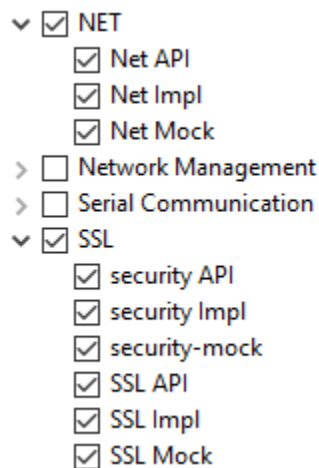 NET
Net API
Net Impl
Net Mock
Network Management
Serial Communication
SSL
security API
security Impl
security-mock
SSL API
SSL Impl
SSL Mock